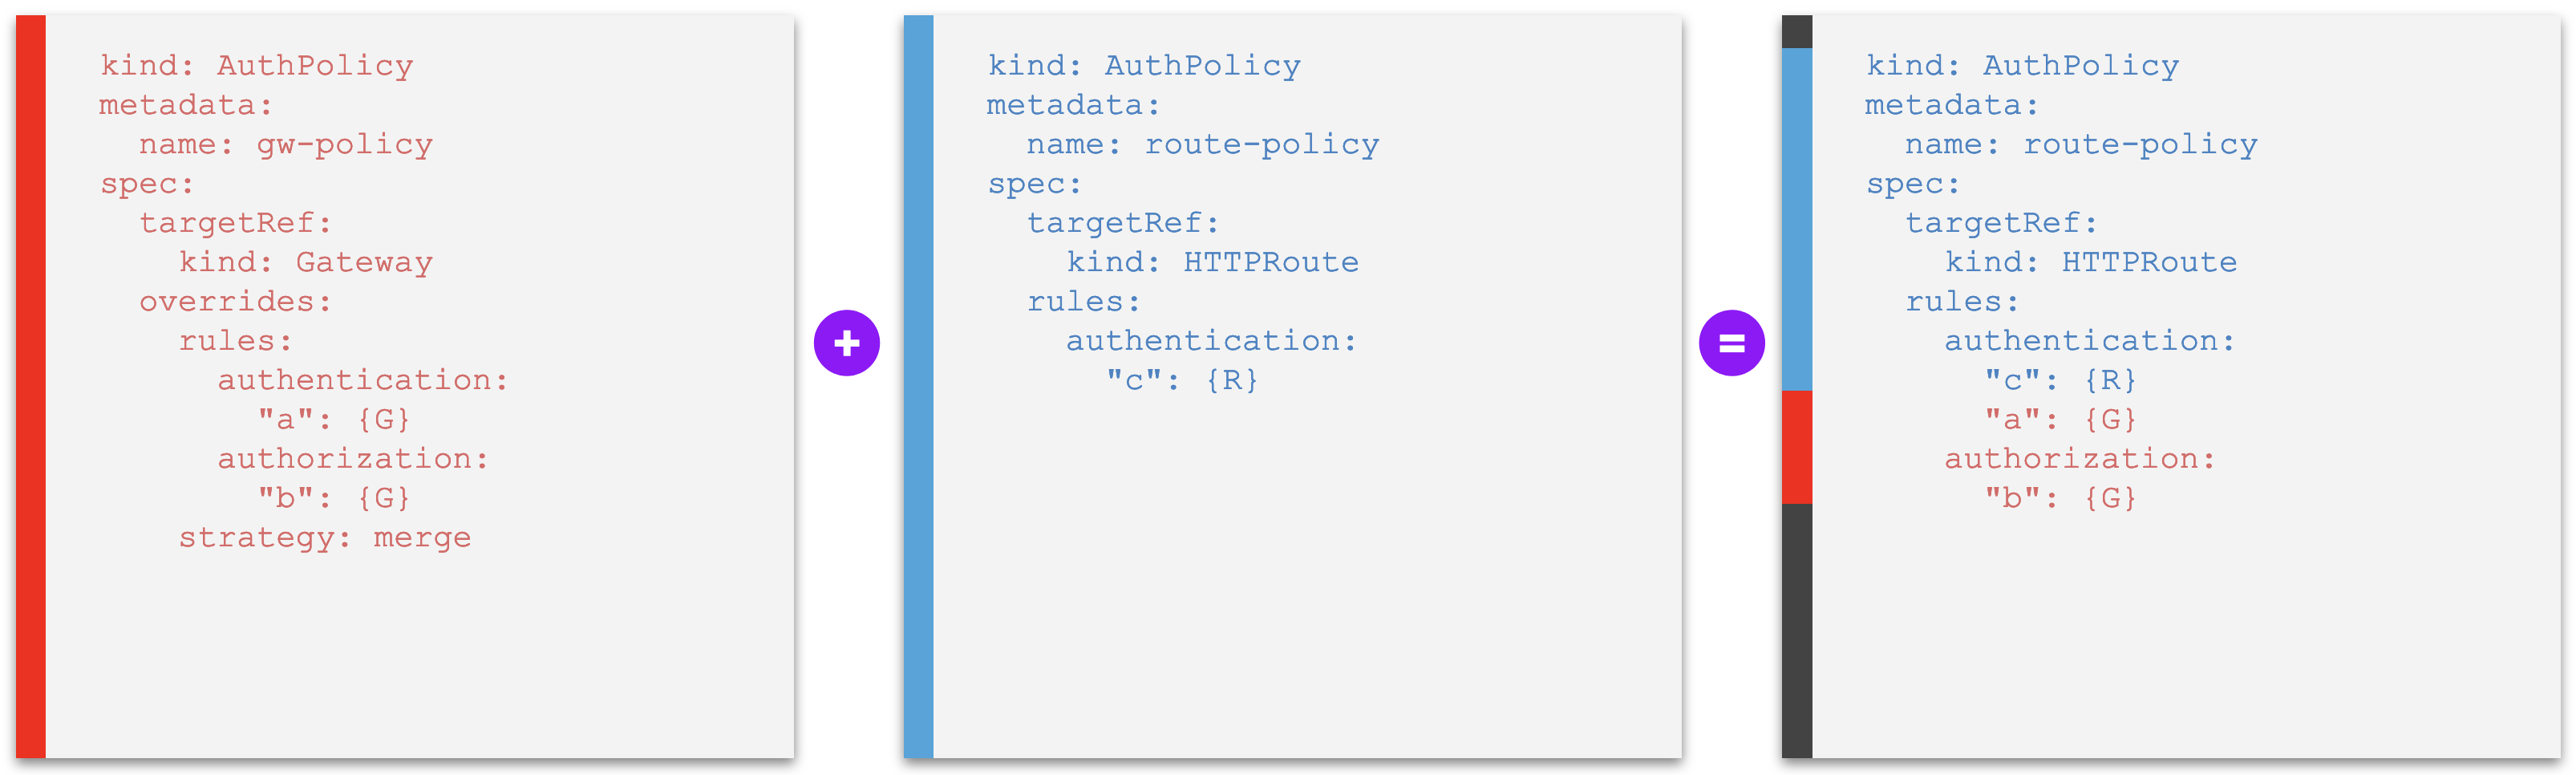 kind: AuthPolicy
metadata:
  name: gw-policy
spec:
  targetRef:
    kind: Gateway
  overrides:
    rules:
      authentication:
        "a": {G}
      authorization:
        "b": {G}
    strategy: merge
+
kind: AuthPolicy
metadata:
  name: route-policy
spec:
  targetRef:
    kind: HTTPRoute
  rules:
    authentication:
      "c": {R}
=
kind: AuthPolicy
metadata:
  name: route-policy
spec:
  targetRef:
    kind: HTTPRoute
  rules:
    authentication:
      "c": {R}
      "a": {G}
    authorization:
      "b": {G}